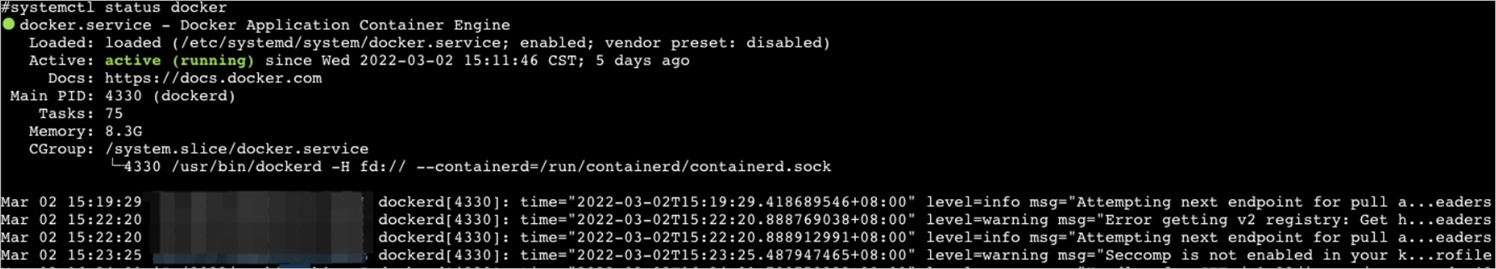 #systemctl status docker
● docker.service - Docker Application Container Engine
Loaded: loaded (/etc/systemd/system/docker.service; enabled; vendor preset: disabled)
Active: active (running) since Wed 2022-03-02 15:11:46 CST; 5 days ago
Docs: https://docs.docker.com
Main PID: 4330 (dockerd)
Tasks: 75
Memory: 8.3G
CGroup: /system.slice/docker.service
└─4330 /usr/bin/dockerd -H fd:// --containerd=/run/containerd/containerd.sock
Mar 02 15:19:29 dockerd[4330]: time="2022-03-02T15:19:29.418689546+08:00" level=info msg="Attempting next endpoint for pull a...eaders
Mar 02 15:22:20 dockerd[4330]: time="2022-03-02T15:22:20.888769038+08:00" level=warning msg="Error getting v2 registry: Get h...eaders
Mar 02 15:22:20 dockerd[4330]: time="2022-03-02T15:22:20.888912991+08:00" level=info msg="Attempting next endpoint for pull a...eaders
Mar 02 15:23:25 dockerd[4330]: time="2022-03-02T15:23:25.487947465+08:00" level=warning msg="Seccomp is not enabled in your k...rofile